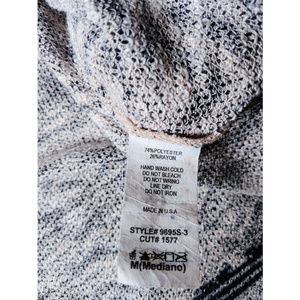 74%POLYESTER
26%RAYON
HAND WASH COLD
DO NOT BLEACH
DO NOT WRING
LINE DRY
DO NOT IRON
MADE IN U.S.A
STYLE# 9695S-3
CUT# 1577
M(Mediano)